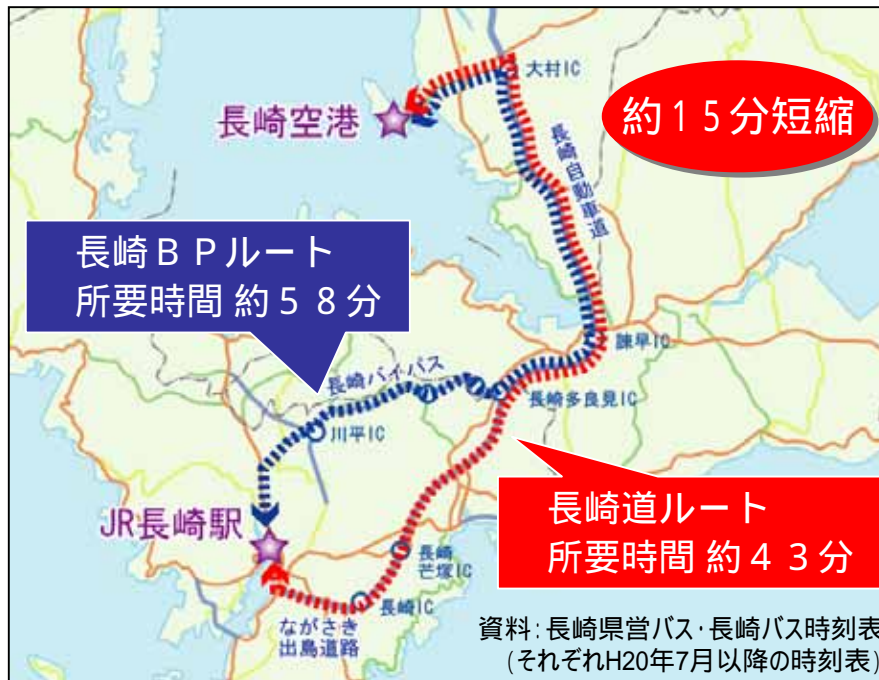 大村IC
約１５分短縮
長崎空港
長崎自動車道
長崎ＢＰルート
所要時間 約５８分
諫早IC
長崎バイパス
長崎多良見IC
川平IC
長崎道ルート
所要時間 約４３分
JR長崎駅
長崎
芒塚IC
長崎IC
ながさき
出島道路
資料：長崎県営バス・長崎バス時刻表
(それぞれH20年7月以降の時刻表)